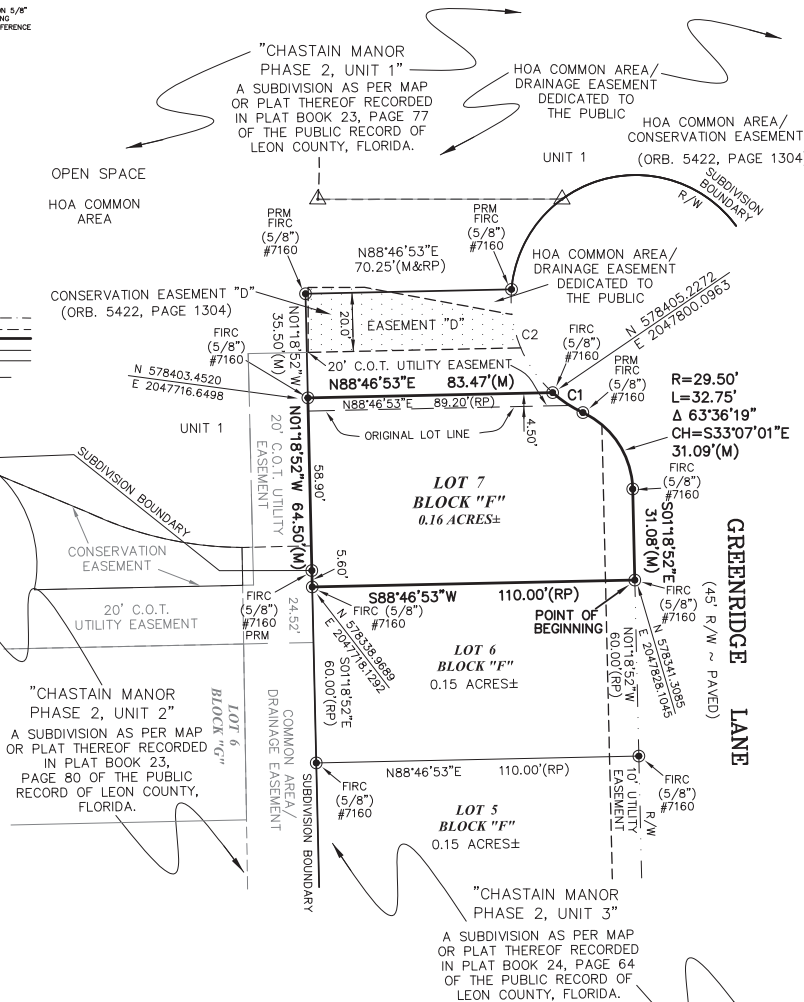 ON 5/8"
NG
FERENCE
"CHASTAIN MANOR
PHASE 2, UNIT 1"
A SUBDIVISION AS PER MAP
OR PLAT THEREOF RECORDED
IN PLAT BOOK 23, PAGE 77
OF THE PUBLIC RECORD OF
LEON COUNTY, FLORIDA.
HOA COMMON AREA/
DRAINAGE EASEMENT
DEDICATED TO
THE PUBLIC
HOA COMMON AREA/
CONSERVATION EASEMENT
(ORB. 5422, PAGE 1304
UNIT 1
SUBDIVISION
BOUNDARY
R/W
OPEN SPACE
HOA COMMON
AREA
PRM
FIRC
(5/8")
#7160
PRM
FIRC
(5/8")
#7160
N88°46'53"E
70.25'(M&RP)
HOA COMMON AREA/
DRAINAGE EASEMENT
DEDICATED TO
THE PUBLIC
CONSERVATION EASEMENT "D"
(ORB. 5422, PAGE 1304)
N01°18'52"W
35.50'(M)
20.0'
EASEMENT "D"
C2
N 578405.2272
E 2047800.0963
FIRC
(5/8")
#7160
20' C.O.T. UTILITY EASEMENT
FIRC
(5/8")
#7160
PRM
FIRC
(5/8")
#7160
N 578403.4520
E 2047716.6498
N88°46'53"E 83.47'(M)
N88°46'53"E 89.20'(RP)
C1
R=29.50'
L=32.75'
Δ 63°36'19"
CH=S33°07'01"E
31.09'(M)
UNIT 1
20' C.O.T. UTILITY
EASEMENT
N01°18'52"W 64.50'(M)
58.90'
ORIGINAL LOT LINE
4.50'
SUBDIVISION BOUNDARY
LOT 7
BLOCK "F"
0.16 ACRES±
FIRC
(5/8")
#7160
S01°18'52"E
31.08'(M)
CONSERVATION
EASEMENT
5.60'
20' C.O.T.
UTILITY EASEMENT
FIRC
(5/8")
#7160
PRM
24.52'
S88°46'53"W 110.00'(RP)
FIRC (5/8")
#7160
N 578338.9689
E 2047718.1292
POINT OF
BEGINNING
FIRC
(5/8")
#7160
N 578341.3085
E 2047828.1045
GREENRIDGE LANE
(45' R/W ~ PAVED)
S01°18'52"E
60.00'(RP)
LOT 6
BLOCK "F"
0.15 ACRES±
N01°18'52"W
60.00'(RP)
"CHASTAIN MANOR
PHASE 2, UNIT 2"
A SUBDIVISION AS PER MAP
OR PLAT THEREOF RECORDED
IN PLAT BOOK 23,
PAGE 80 OF THE PUBLIC
RECORD OF LEON COUNTY,
FLORIDA.
LOT 6
BLOCK "G"
COMMON AREA/
DRAINAGE EASEMENT
SUBDIVISION BOUNDARY
N88°46'53"E 110.00'(RP)
FIRC
(5/8")
#7160
FIRC
(5/8")
#7160
10' UTILITY
EASEMENT
R/W
LOT 5
BLOCK "F"
0.15 ACRES±
"CHASTAIN MANOR
PHASE 2, UNIT 3"
A SUBDIVISION AS PER MAP
OR PLAT THEREOF RECORDED
IN PLAT BOOK 24, PAGE 64
OF THE PUBLIC RECORD OF
LEON COUNTY, FLORIDA.